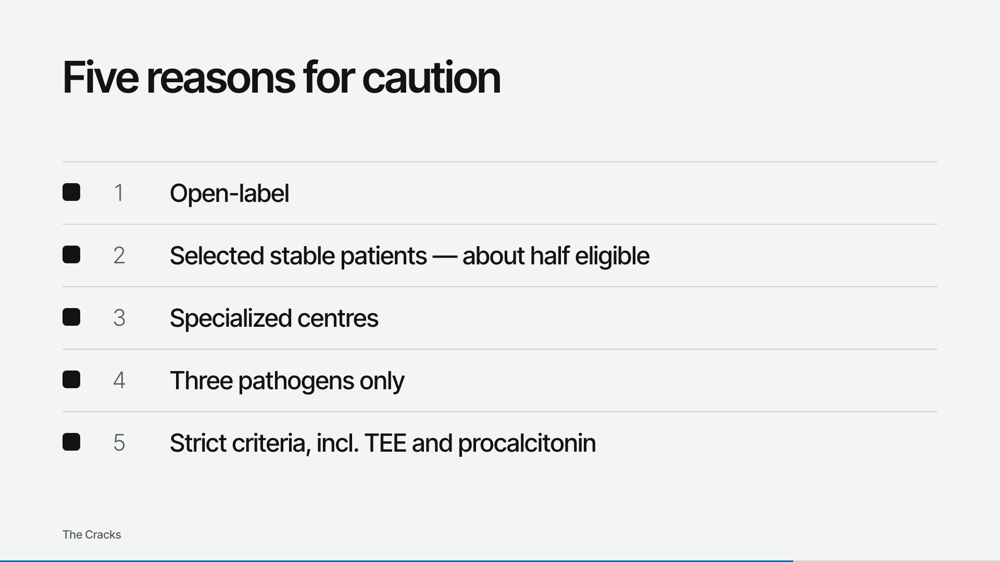 Five reasons for caution
1 Open-label
2 Selected stable patients — about half eligible
3 Specialized centres
4 Three pathogens only
5 Strict criteria, incl. TEE and procalcitonin
The Cracks